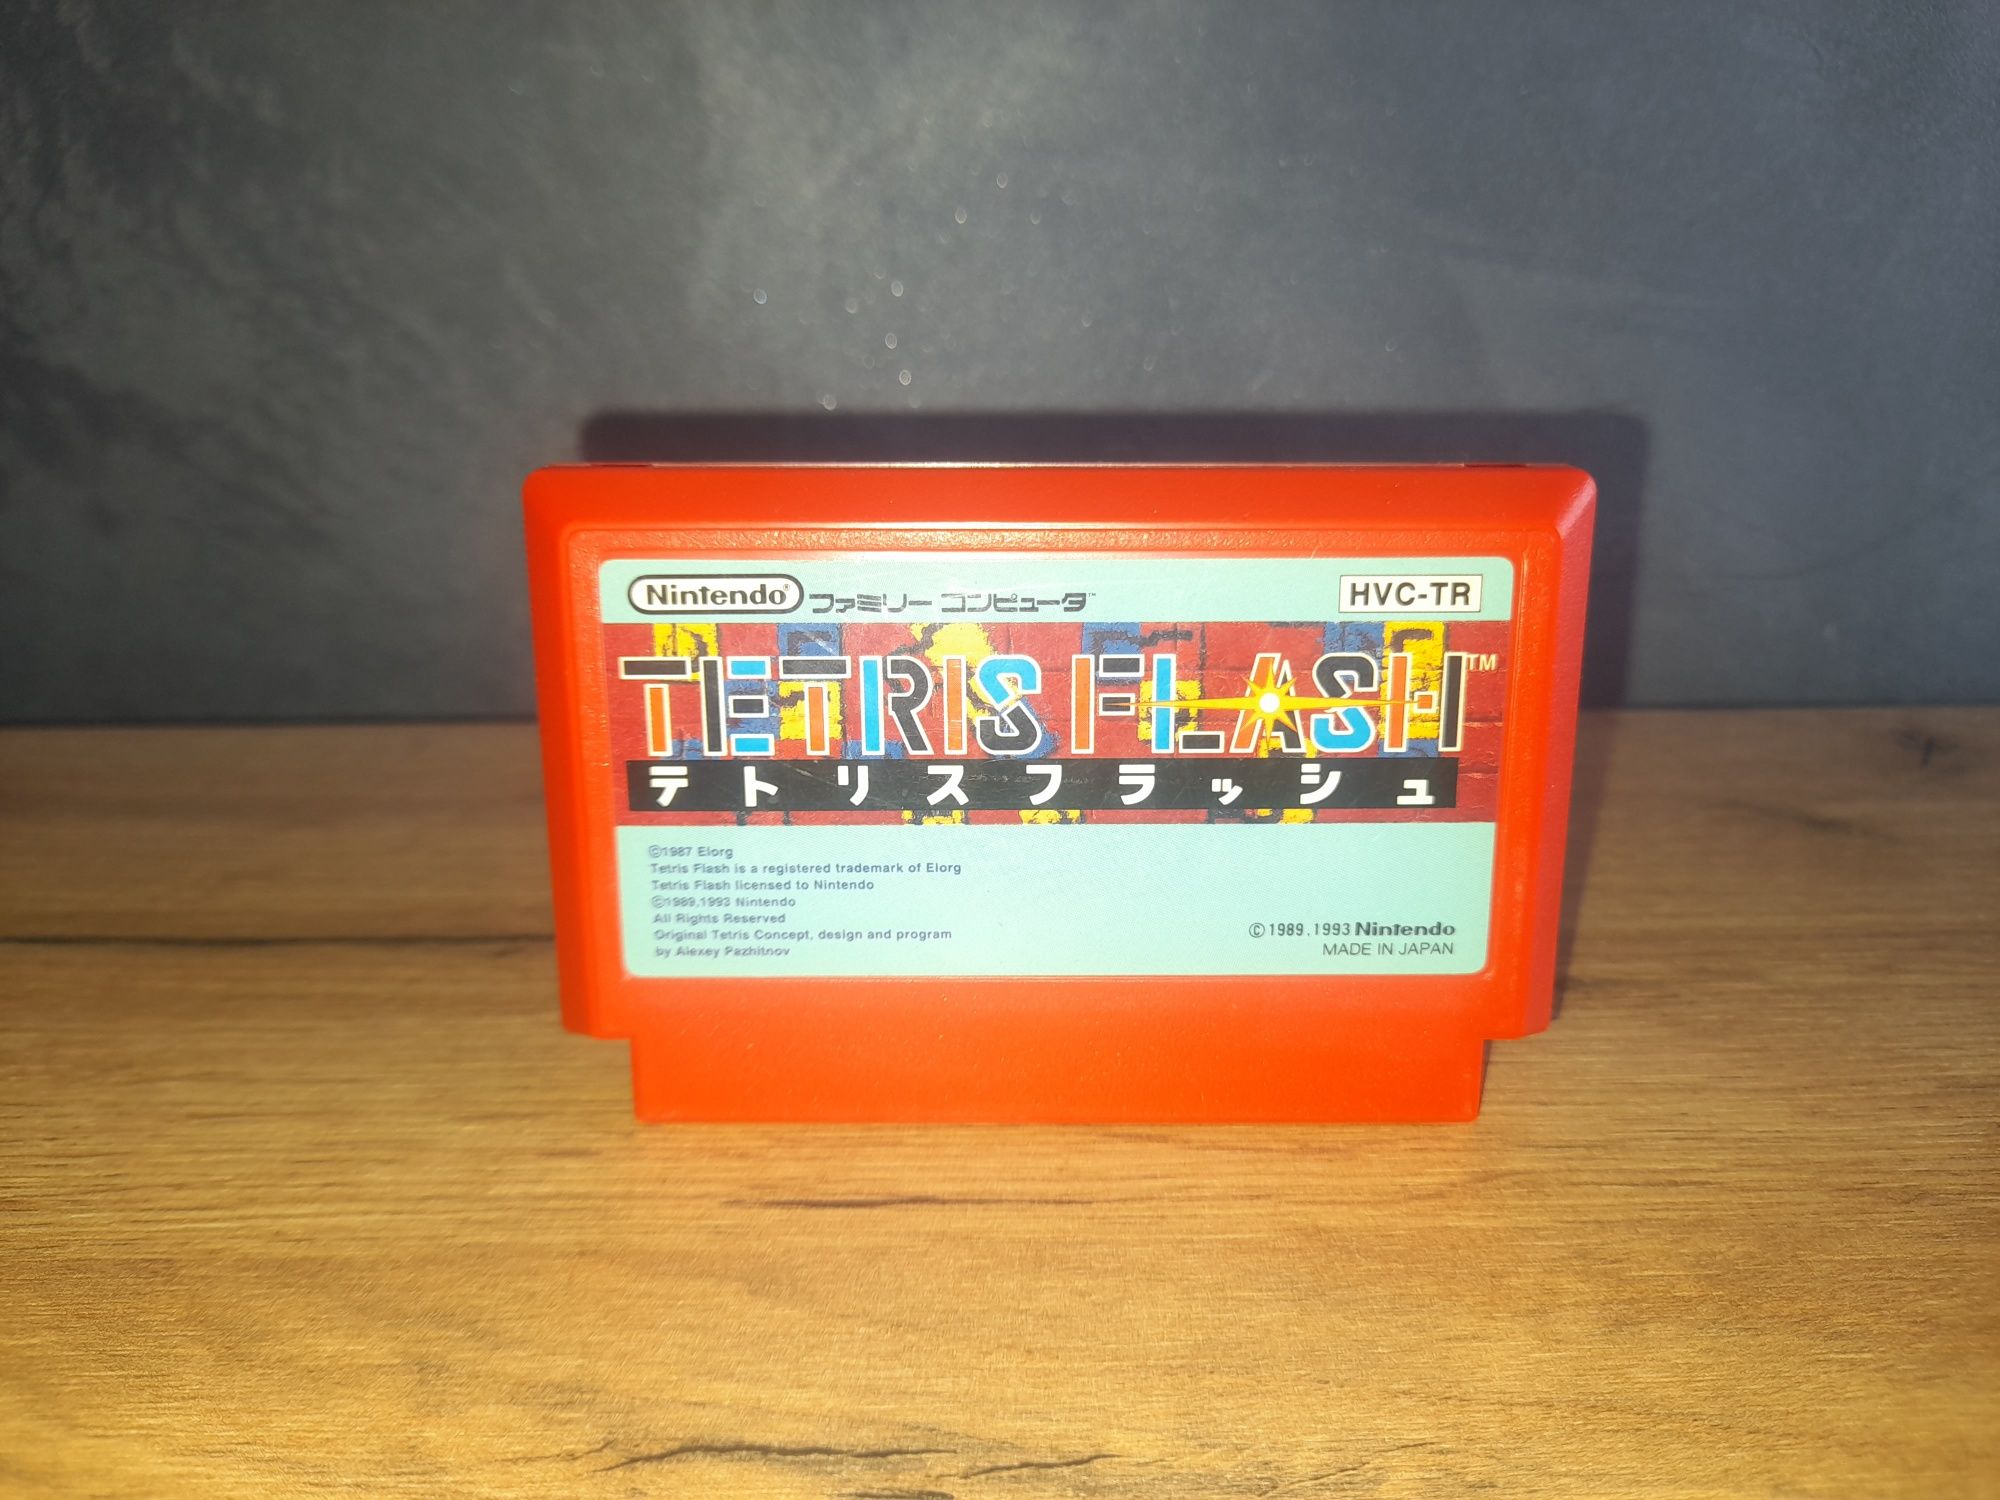 Nintendo® ファミリー コンピュータ™
HVC-TR
TETRIS FLASH™
テトリスフラッシュ
©1987 Elorg
Tetris Flash is a registered trademark of Elorg
Tetris Flash licensed to Nintendo
©1989,1993 Nintendo
All Rights Reserved
Original Tetris Concept, design and program
by Alexey Pazhitnov
©1989,1993 Nintendo
MADE IN JAPAN